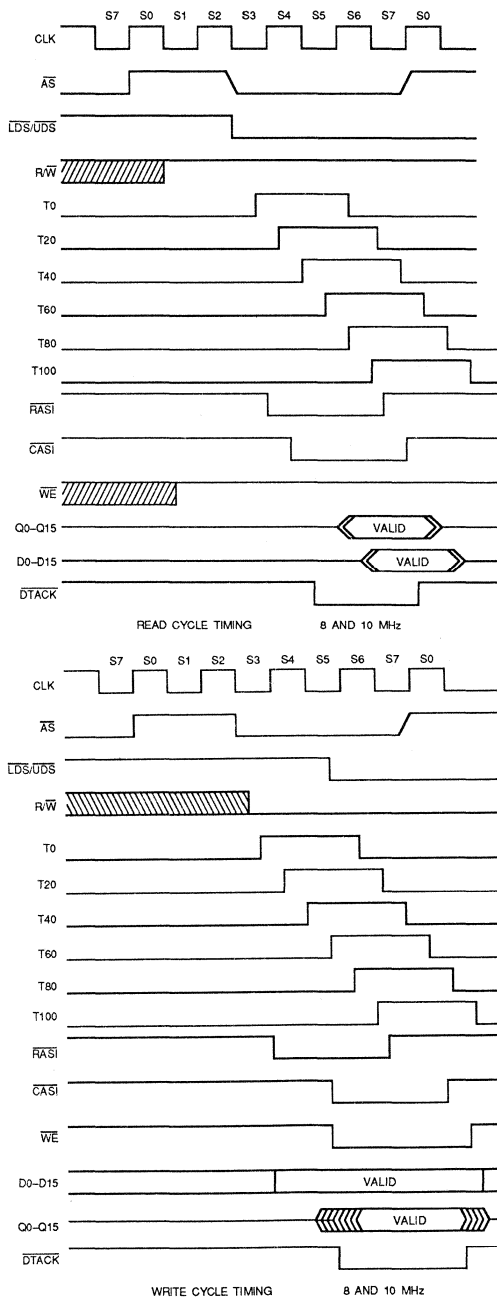 S7 S0 S1 S2 S3 S4 S5 S6 S7 S0
CLK
AS
LDS/UDS
R/W
T0
T20
T40
T60
T80
T100
RASI
CASI
WE
Q0-Q15 VALID
D0-D15 VALID
DTACK
READ CYCLE TIMING 8 AND 10 MHz
S7 S0 S1 S2 S3 S4 S5 S6 S7 S0
CLK
AS
LDS/UDS
R/W
T0
T20
T40
T60
T80
T100
RASI
CASI
WE
D0-D15 VALID
Q0-Q15 VALID
DTACK
WRITE CYCLE TIMING 8 AND 10 MHz